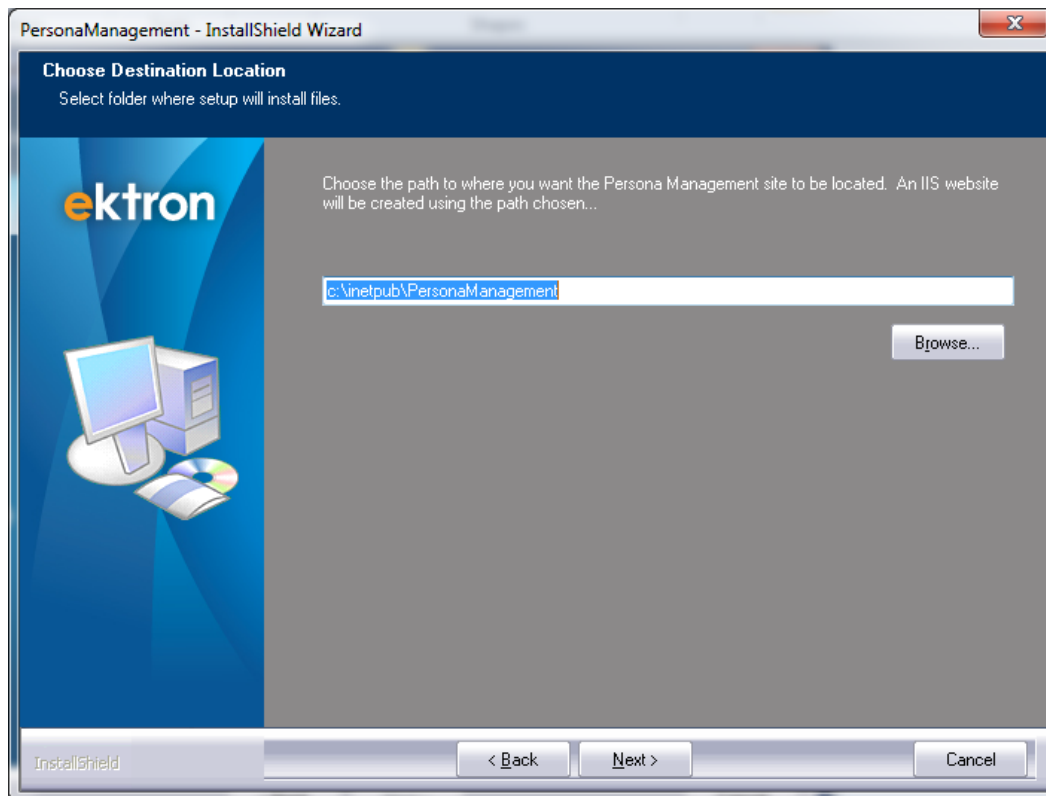 PersonaManagement - InstallShield Wizard
Choose Destination Location
Select folder where setup will install files.
ektron
Choose the path to where you want the Persona Management site to be located.  An IIS website
will be created using the path chosen...
c:\inetpub\PersonaManagement
Browse...
InstallShield
< Back
Next >
Cancel